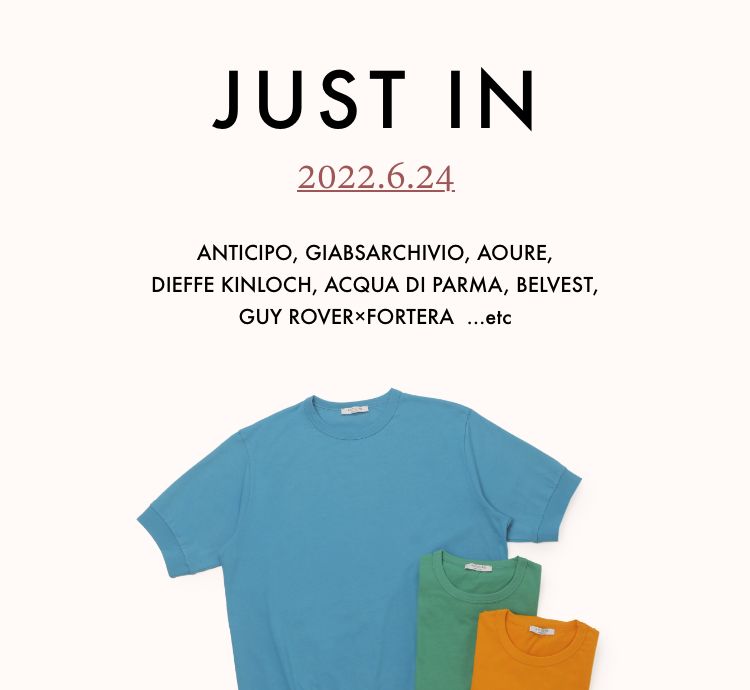 JUST IN
2022.6.24
ANTICIPO, GIABSARCHIVIO, AOURE,
DIEFFE KINLOCH, ACQUA DI PARMA, BELVEST,
GUY ROVER×FORTERA ...etc